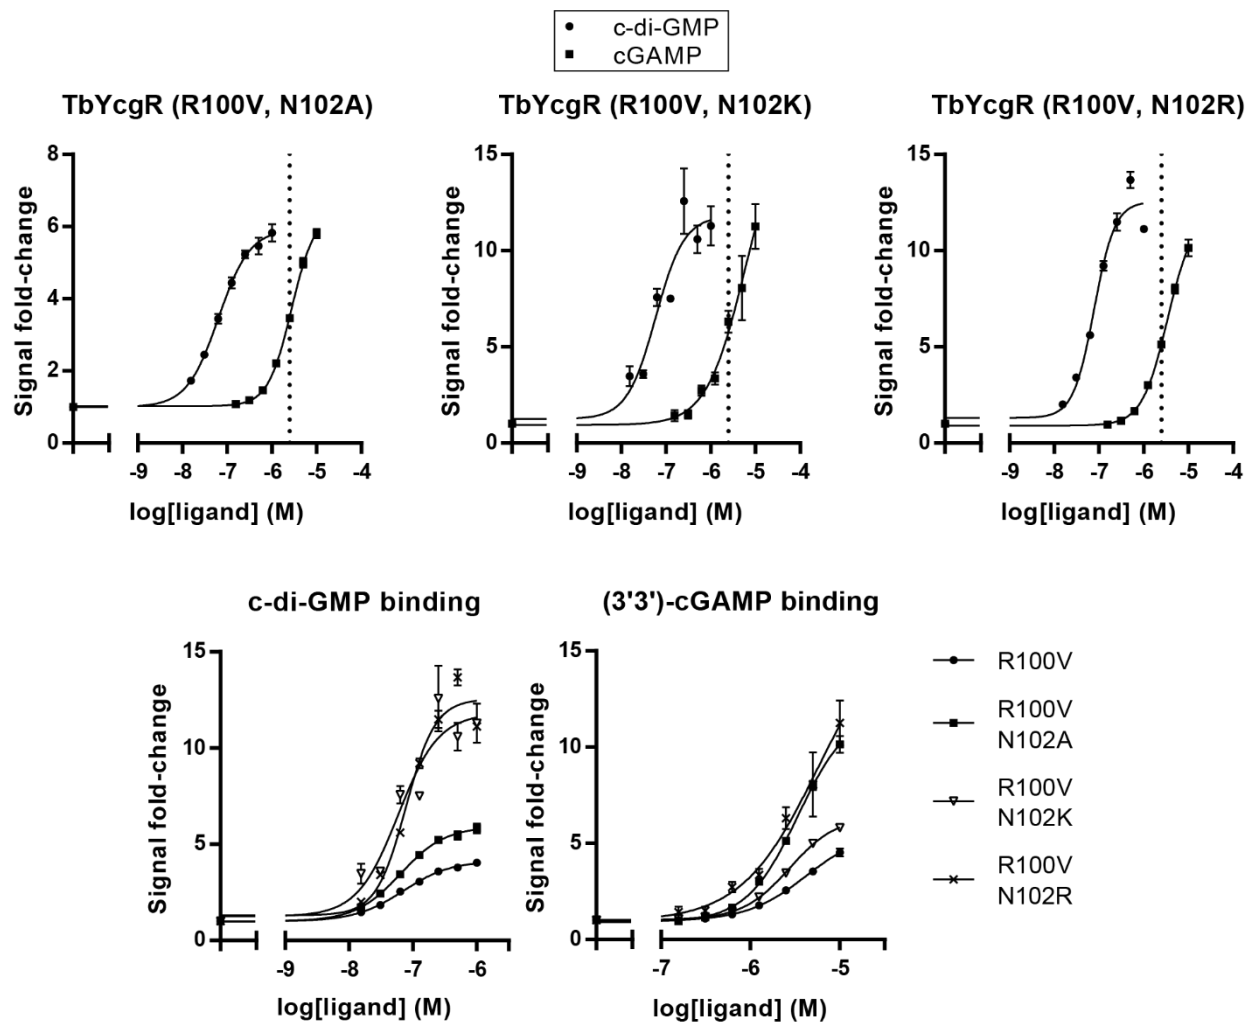 c-di-GMP
cGAMP
TbYcgR (R100V, N102A)
TbYcgR (R100V, N102K)
TbYcgR (R100V, N102R)
Signal fold-change
8
6
4
2
0
-9 -8 -7 -6 -5 -4
log[ligand] (M)
Signal fold-change
15
10
5
0
-9 -8 -7 -6 -5 -4
log[ligand] (M)
Signal fold-change
15
10
5
0
-9 -8 -7 -6 -5 -4
log[ligand] (M)
c-di-GMP binding
Signal fold-change
15
10
5
0
-9 -8 -7 -6
log[ligand] (M)
(3'3')-cGAMP binding
Signal fold-change
15
10
5
0
-7 -6 -5
log[ligand] (M)
R100V
R100V
N102A
R100V
N102K
R100V
N102R